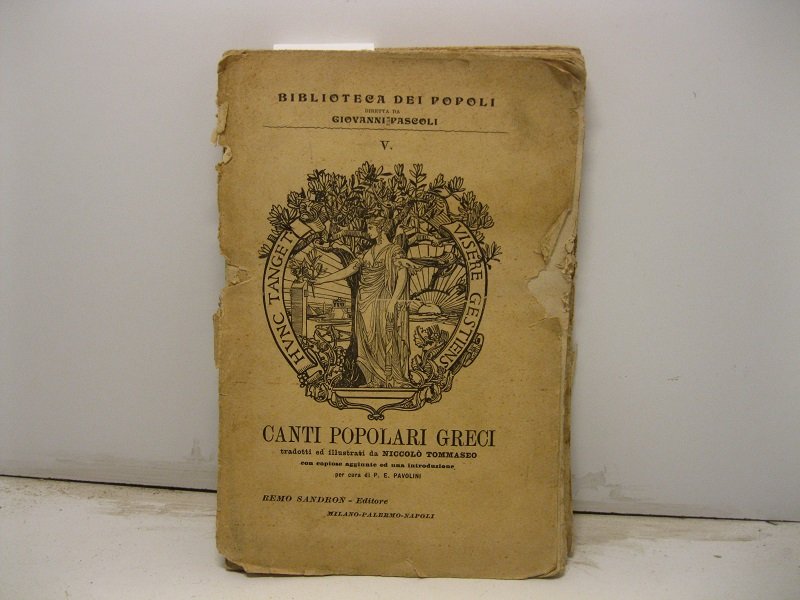 BIBLIOTECA DEI POPOLI
DIRETTA DA
GIOVANNI PASCOLI
V.
HVNC TANGET
VISERE GESTIENS
CANTI POPOLARI GRECI
tradotti ed illustrati da NICCOLÒ TOMMASEO
con copiose aggiunte ed una introduzione
per cura di P. E. PAVOLINI
REMO SANDRON - Editore
MILANO-PALERMO-NAPOLI